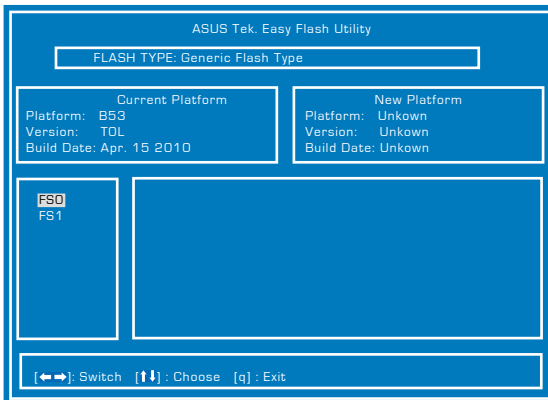 ASUS Tek. Easy Flash Utility
FLASH TYPE: Generic Flash Type
Current Platform
Platform: B53
Version: TOL
Build Date: Apr. 15 2010
New Platform
Platform: Unkown
Version: Unkown
Build Date: Unkown
FS0
FS1
[←→]: Switch [↑↓] : Choose [q] : Exit